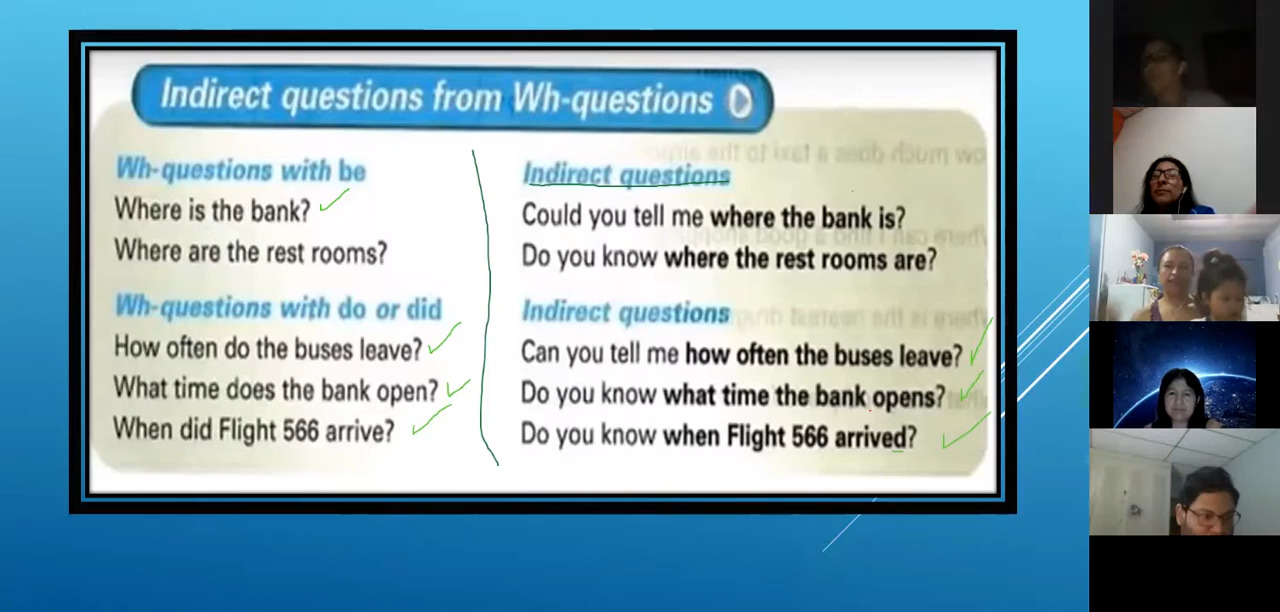 Indirect questions from Wh-questions
Wh-questions with be
Where is the bank?
Where are the rest rooms?
Wh-questions with do or did
How often do the buses leave?
What time does the bank open?
When did Flight 566 arrive?
Indirect questions
Could you tell me where the bank is?
Do you know where the rest rooms are?
Indirect questions
Can you tell me how often the buses leave?
Do you know what time the bank opens?
Do you know when Flight 566 arrived?